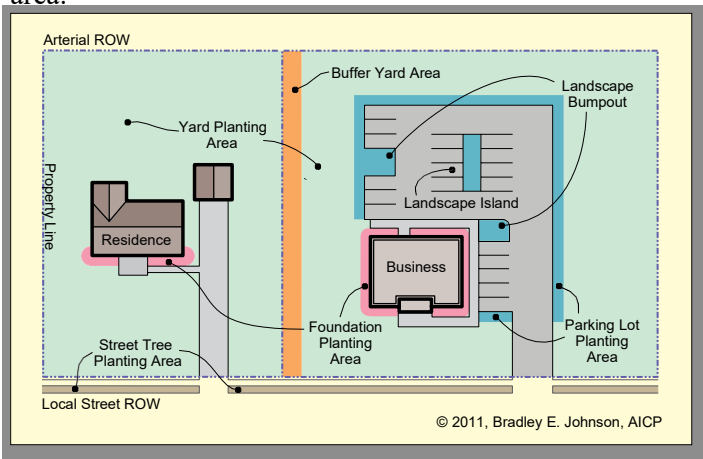 area.
Arterial ROW
Buffer Yard Area
Landscape
Bumpout
Yard Planting
Area
Property Line
Landscape Island
Residence
Business
Foundation
Planting
Area
Parking Lot
Planting
Area
Street Tree
Planting Area
Local Street ROW
© 2011, Bradley E. Johnson, AICP